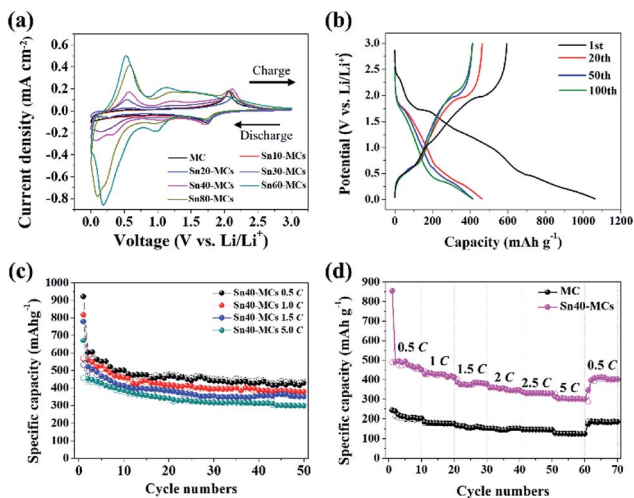 (a)
Current density (mA cm⁻²)
0.6
0.4
0.2
0.0
-0.2
-0.4
-0.6
-0.8
Charge
Discharge
MC
Sn10-MCs
Sn20-MCs
Sn30-MCs
Sn40-MCs
Sn60-MCs
Sn80-MCs
0.0 0.5 1.0 1.5 2.0 2.5 3.0
Voltage (V vs. Li/Li⁺)
(b)
Potential (V vs. Li/Li⁺)
3.0
2.5
2.0
1.5
1.0
0.5
0.0
1st
20th
50th
100th
0 200 400 600 800 1000 1200
Capacity (mAh g⁻¹)
(c)
Specific capacity (mAhg⁻¹)
1000
900
800
700
600
500
400
300
200
100
0
Sn40-MCs 0.5 C
Sn40-MCs 1.0 C
Sn40-MCs 1.5 C
Sn40-MCs 5.0 C
0 10 20 30 40 50
Cycle numbers
(d)
Specific capacity (mAh g⁻¹)
900
800
700
600
500
400
300
200
100
0
MC
Sn40-MCs
0.5 C
1 C
1.5 C
2 C
2.5 C
5 C
0.5 C
0 10 20 30 40 50 60 70
Cycle numbers